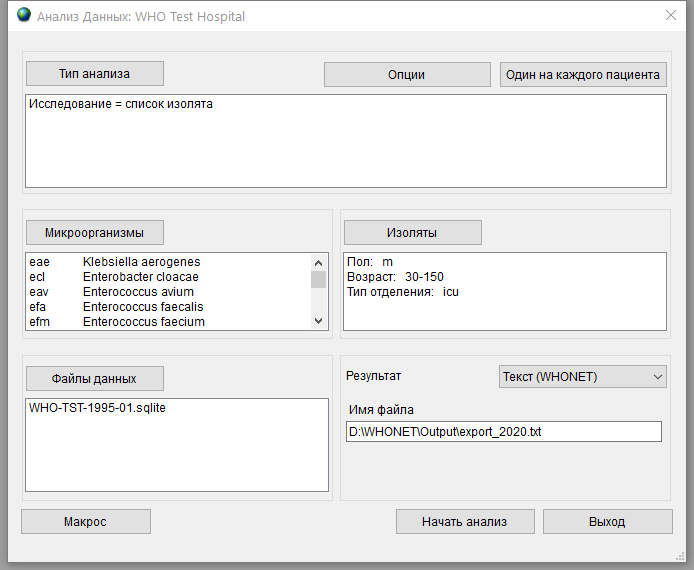 Анализ Данных: WHO Test Hospital
Тип анализа
Опции
Один на каждого пациента
Исследование = список изолята
Микроорганизмы
eae Klebsiella aerogenes
ecl Enterobacter cloacae
eav Enterococcus avium
efa Enterococcus faecalis
efm Enterococcus faecium
Изоляты
Пол: m
Возраст: 30-150
Тип отделения: icu
Файлы данных
WHO-TST-1995-01.sqlite
Результат
Текст (WHONET)
Имя файла
D:\WHONET\Output\export_2020.txt
Макрос
Начать анализ
Выход